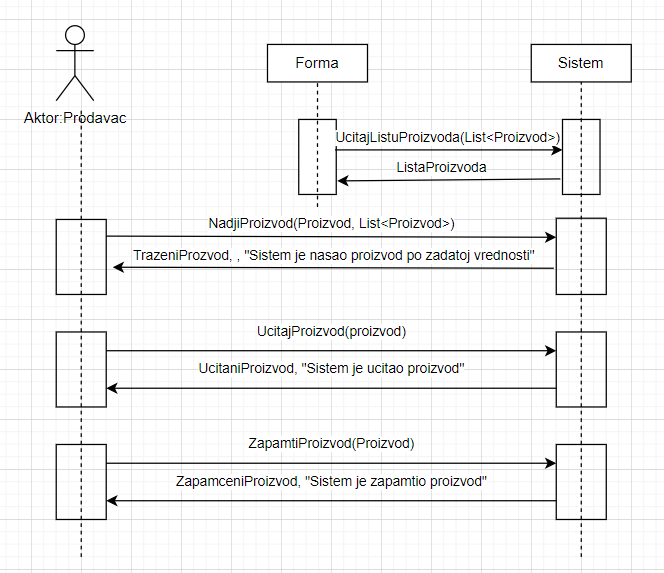 Forma
Sistem
Aktor:Prodavac
UcitajListuProizvoda(List<Proizvod>)
ListaProizvoda
NadjiProizvod(Proizvod, List<Proizvod>)
TrazeniProzvod, , "Sistem je nasao proizvod po zadatoj vrednosti"
UcitajProizvod(proizvod)
UcitaniProizvod, "Sistem je ucitao proizvod"
ZapamtiProizvod(Proizvod)
ZapamceniProizvod, "Sistem je zapamtio proizvod"